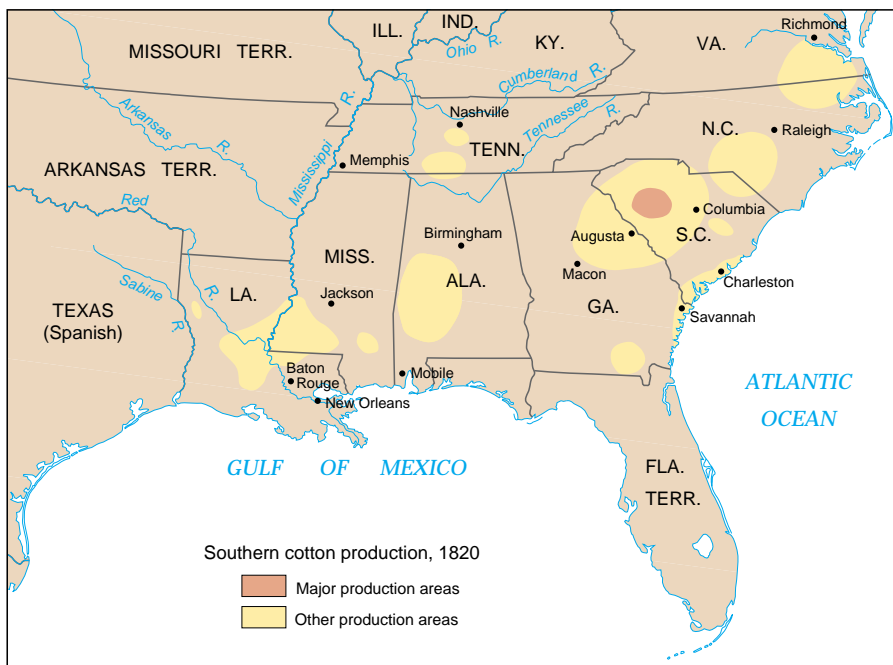 Richmond
ILL.
IND.
Ohio R.
KY.
VA.
MISSOURI TERR.
Cumberland R.
Arkansas R.
Mississippi R.
Nashville
Tennessee R.
N.C.
Raleigh
TENN.
Memphis
ARKANSAS TERR.
Red R.
Columbia
S.C.
Augusta
Birmingham
MISS.
Macon
ALA.
Charleston
Sabine R.
LA.
Jackson
GA.
Savannah
TEXAS
(Spanish)
Baton
Rouge
Mobile
New Orleans
ATLANTIC
OCEAN
GULF OF MEXICO
FLA.
TERR.
Southern cotton production, 1820
Major production areas
Other production areas